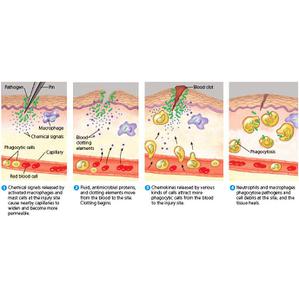 Pathogen
Pin
Macrophage
Chemical signals
Phagocytic cells
Capillary
Red blood cell
Blood
clotting
elements
Blood clot
Phagocytosis
1 Chemical signals released by
activated macrophages and
mast cells at the injury site
cause nearby capillaries to
widen and become more
permeable.
2 Fluid, antimicrobial proteins,
and clotting elements move
from the blood to the site.
Clotting begins.
3 Chemokines released by various
kinds of cells attract more
phagocytic cells from the blood
to the injury site.
4 Neutrophils and macrophages
phagocytose pathogens and
cell debris at the site, and the
tissue heals.